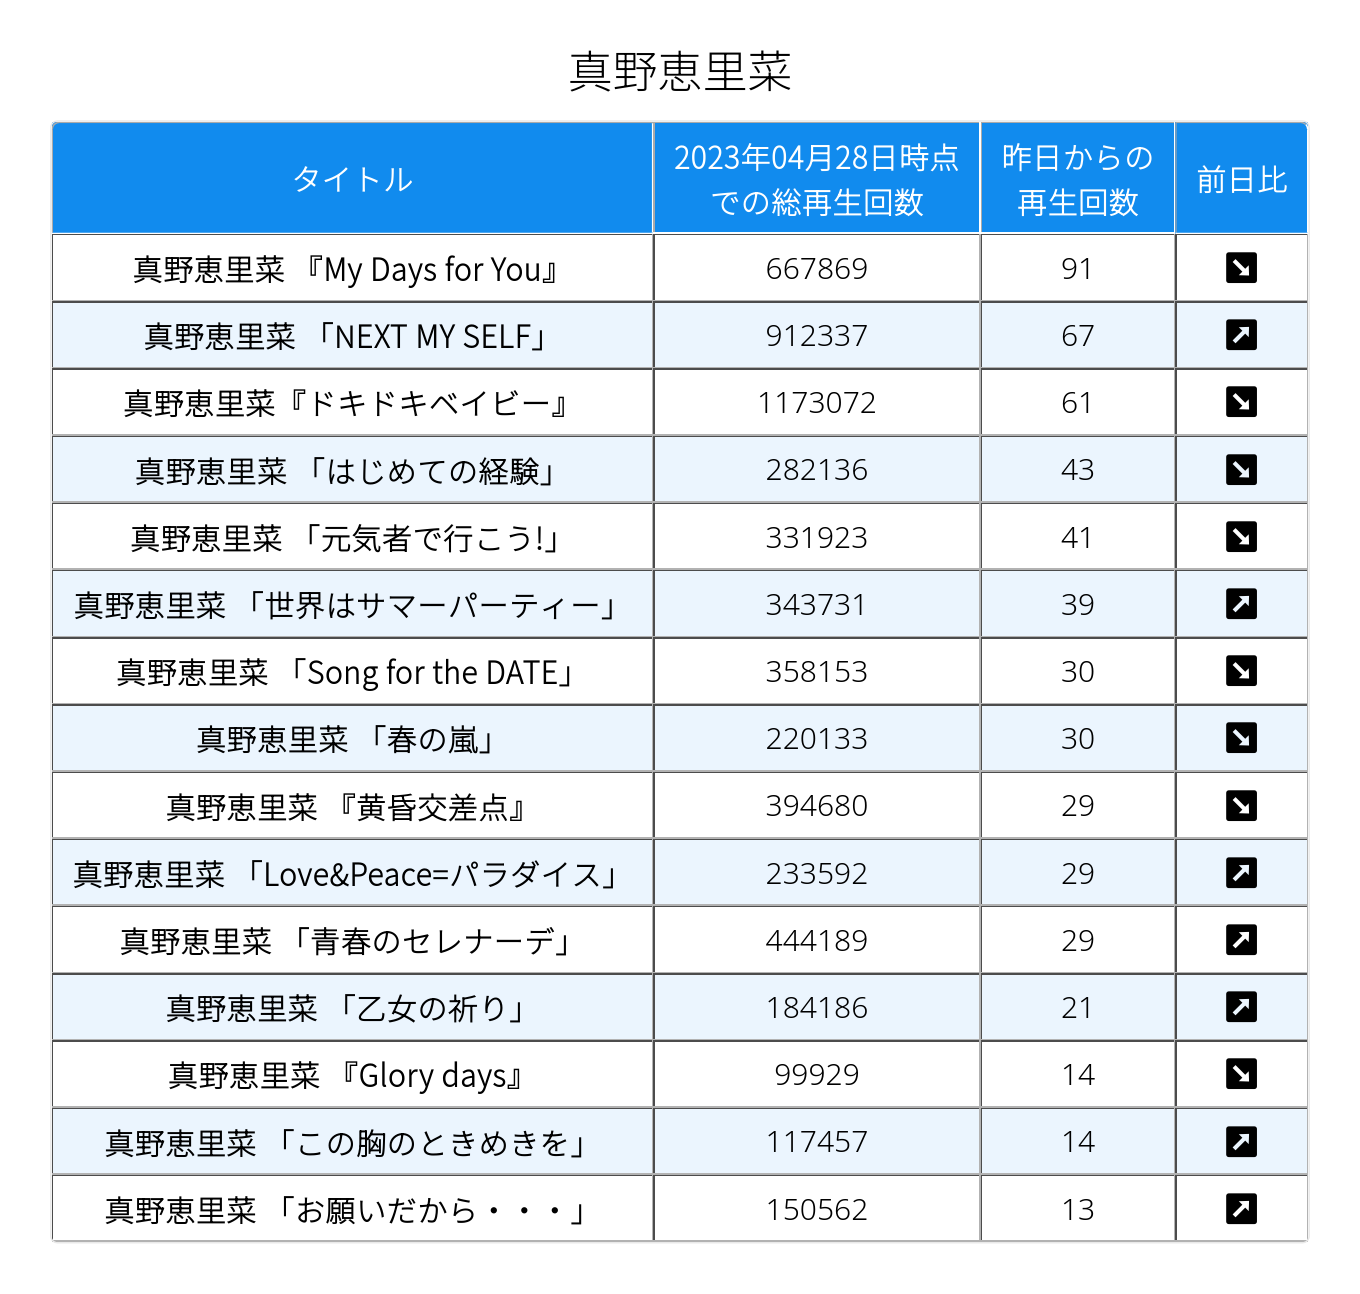 真野恵里菜
タイトル
2023年04月28日時点
での総再生回数
昨日からの
再生回数
前日比
真野恵里菜 『My Days for You』 667869 91 ↘
真野恵里菜 「NEXT MY SELF」 912337 67 ↗
真野恵里菜『ドキドキベイビー』 1173072 61 ↘
真野恵里菜 「はじめての経験」 282136 43 ↘
真野恵里菜 「元気者で行こう!」 331923 41 ↘
真野恵里菜 「世界はサマーパーティー」 343731 39 ↗
真野恵里菜 「Song for the DATE」 358153 30 ↘
真野恵里菜 「春の嵐」 220133 30 ↘
真野恵里菜 『黄昏交差点』 394680 29 ↘
真野恵里菜 「Love&Peace=パラダイス」 233592 29 ↗
真野恵里菜 「青春のセレナーデ」 444189 29 ↗
真野恵里菜 「乙女の祈り」 184186 21 ↗
真野恵里菜 『Glory days』 99929 14 ↘
真野恵里菜 「この胸のときめきを」 117457 14 ↗
真野恵里菜 「お願いだから・・・」 150562 13 ↗